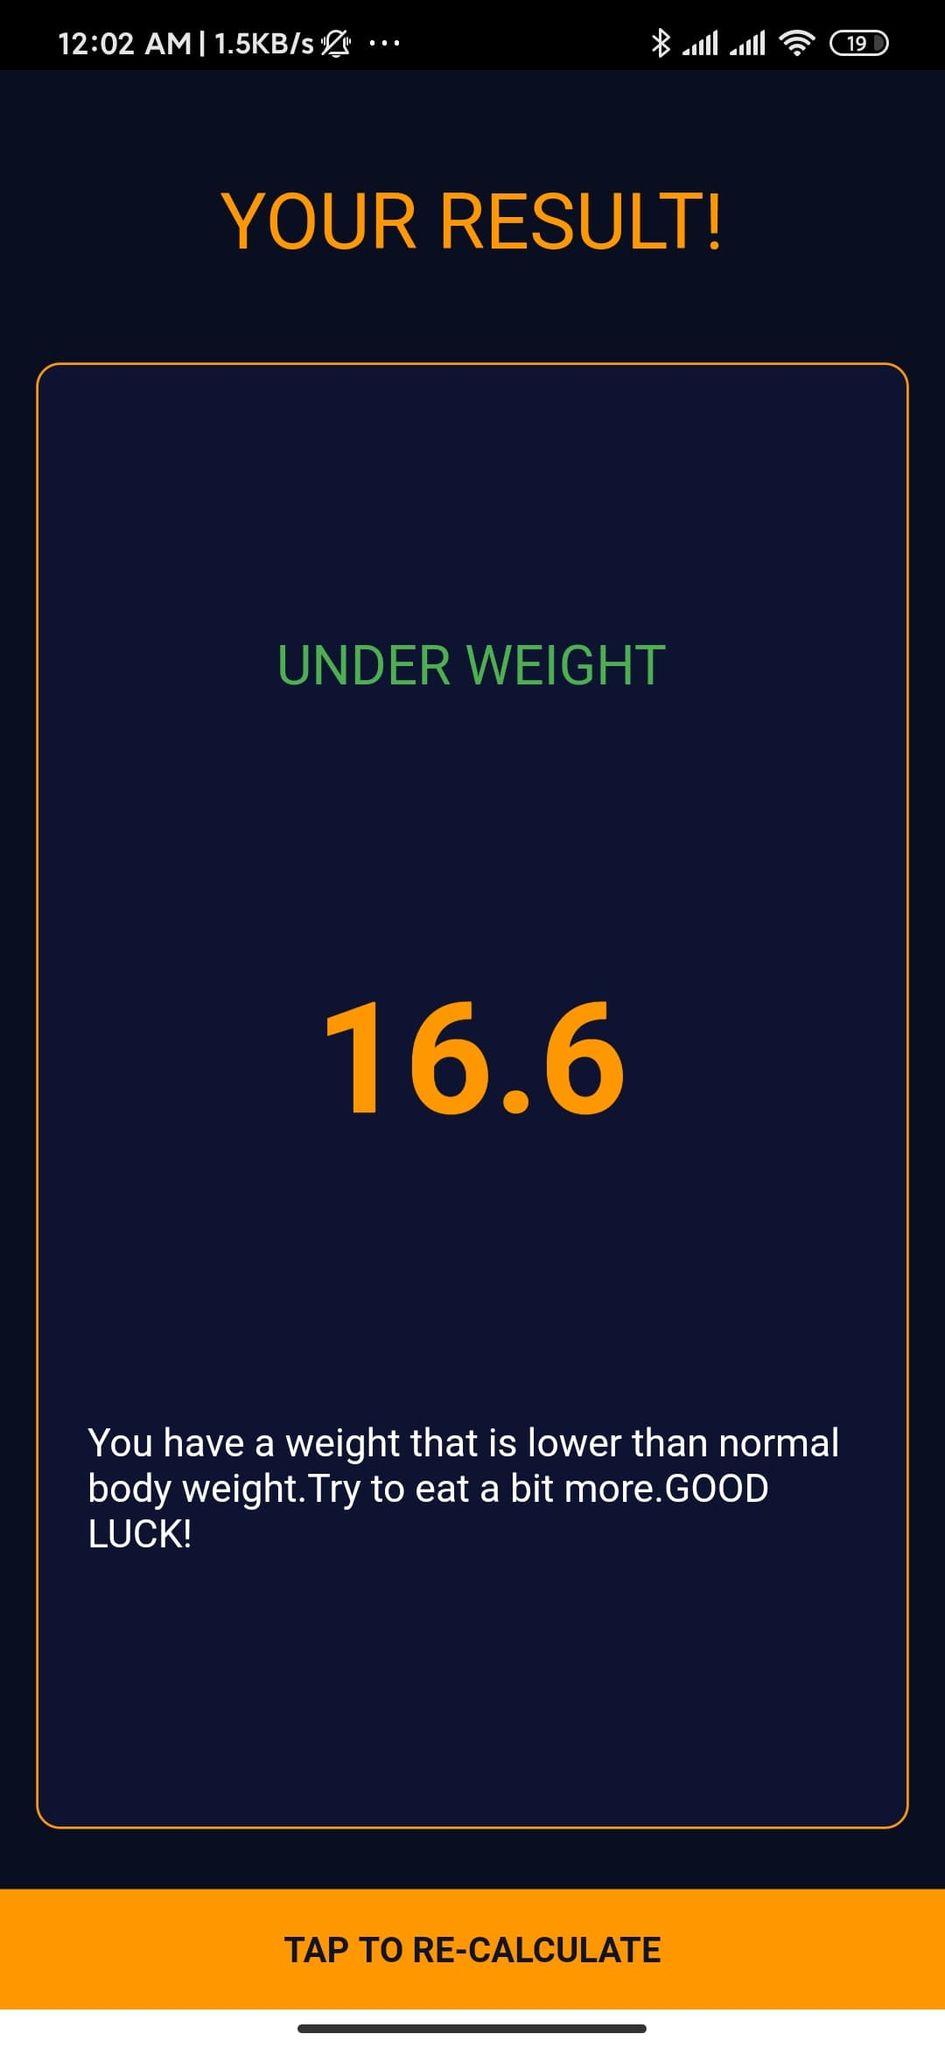 12:02 AM | 1.5KB/s ...
19
YOUR RESULT!
UNDER WEIGHT
16.6
You have a weight that is lower than normal
body weight.Try to eat a bit more.GOOD
LUCK!
TAP TO RE-CALCULATE